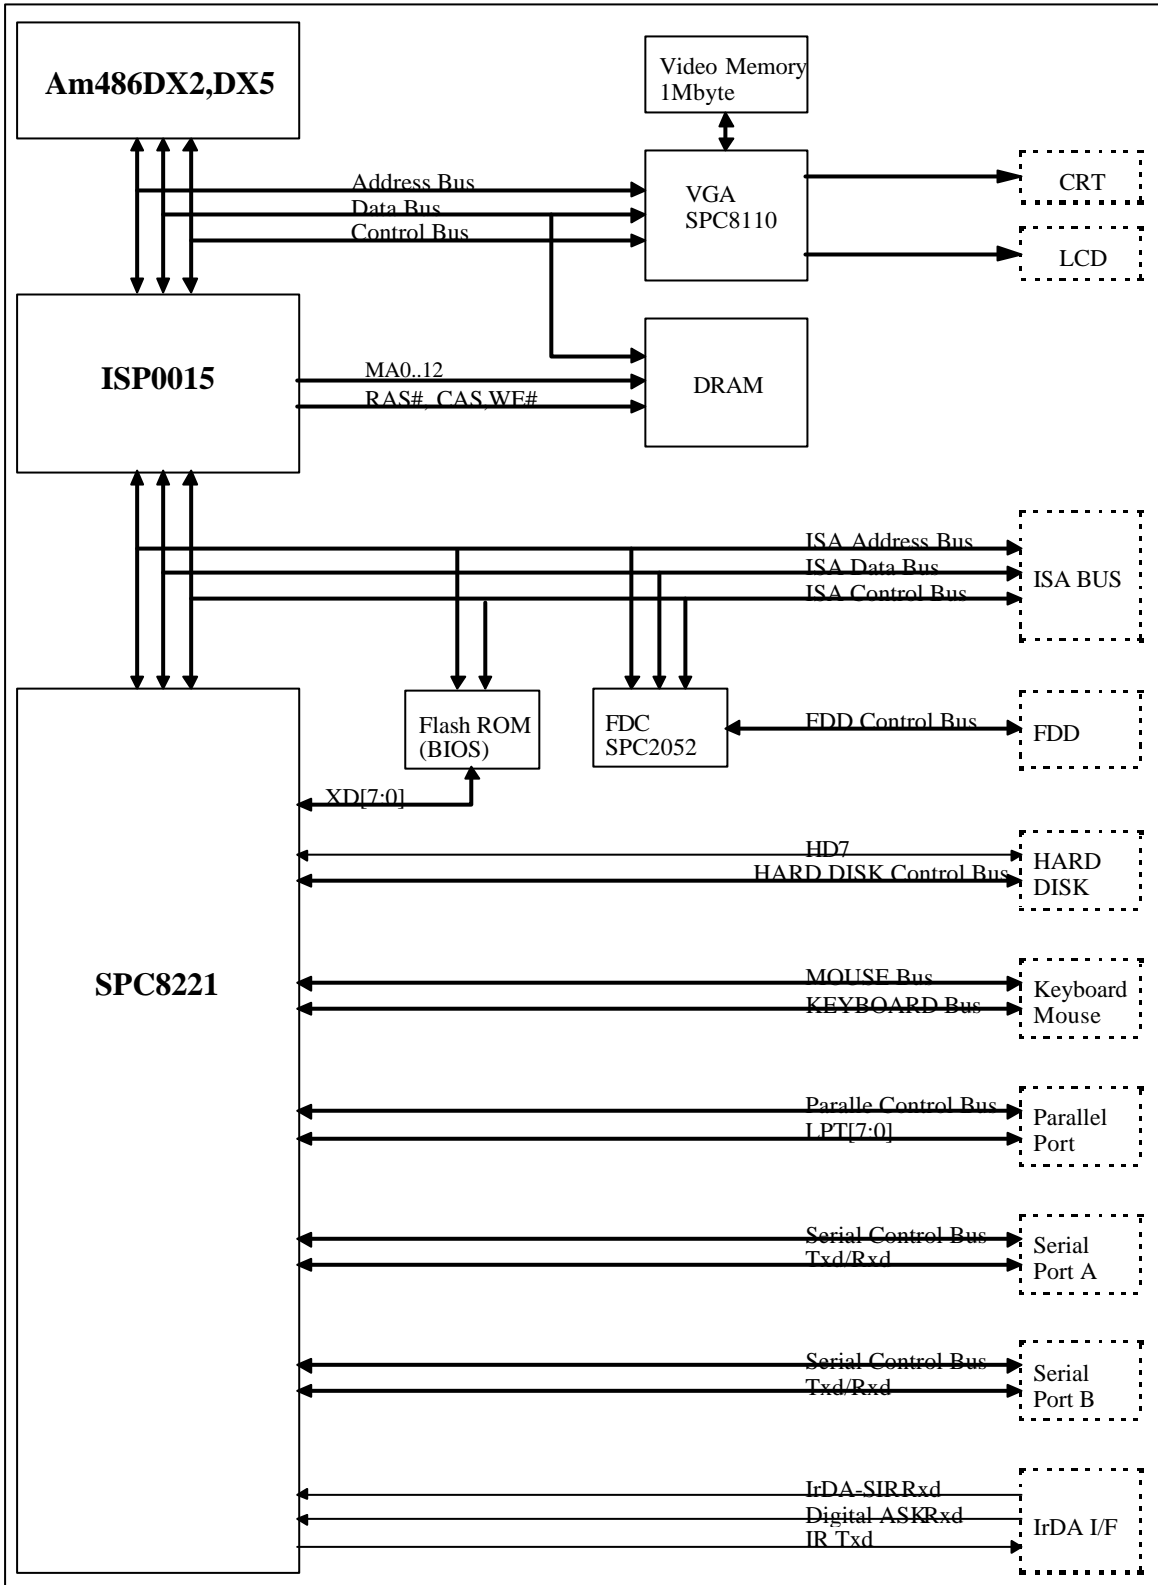 Am486DX2,DX5
Video Memory
1Mbyte
Address Bus
Data Bus
Control Bus
VGA
SPC8110
CRT
LCD
ISP0015
MA0..12
RAS#, CAS,WE#
DRAM
ISA Address Bus
ISA Data Bus
ISA Control Bus
ISA BUS
Flash ROM
(BIOS)
FDC
SPC2052
FDD Control Bus
FDD
XD[7:0]
HD7
HARD DISK Control Bus
HARD
DISK
SPC8221
MOUSE Bus
KEYBOARD Bus
Keyboard
Mouse
Paralle Control Bus
LPT[7:0]
Parallel
Port
Serial Control Bus
Txd/Rxd
Serial
Port A
Serial Control Bus
Txd/Rxd
Serial
Port B
IrDA-SIRRxd
Digital ASKRxd
IR Txd
IrDA I/F